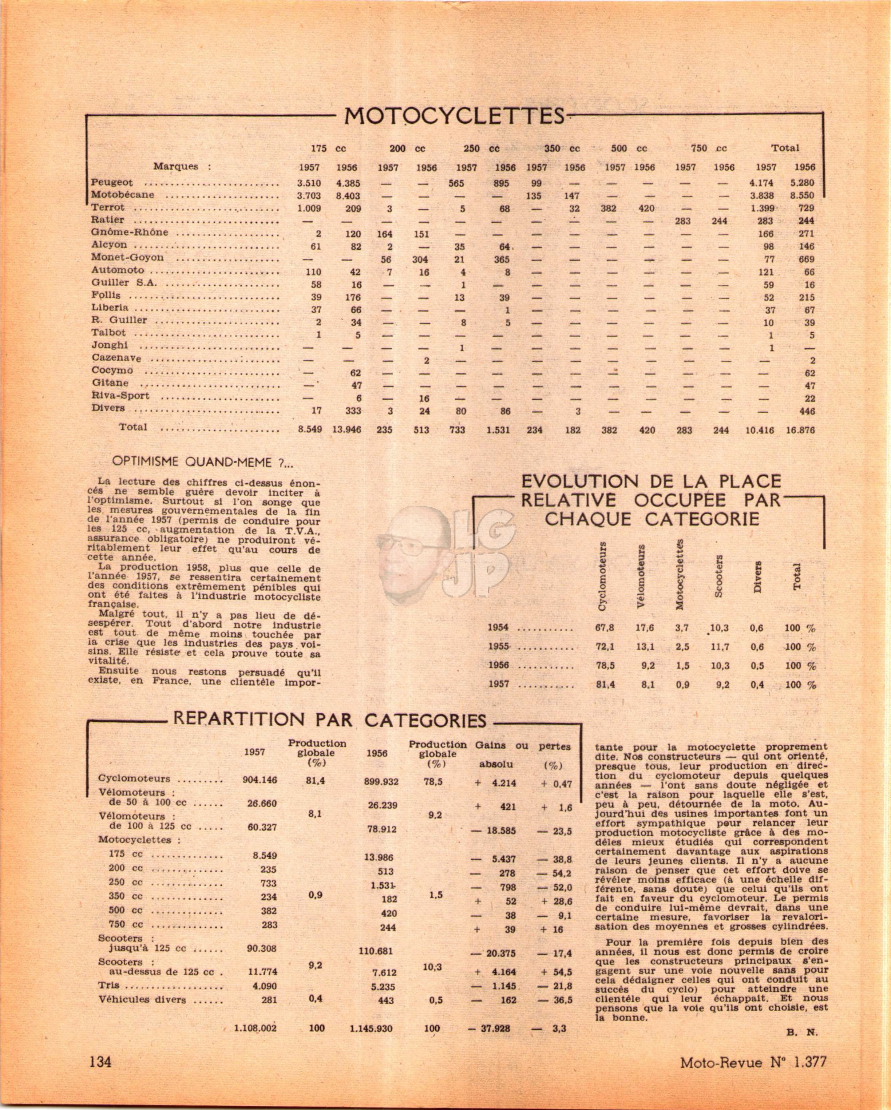 MOTOCYCLETTES
175 cc 200 cc 250 cc 350 cc 500 cc 750 cc Total
Marques : 1957 1956 1957 1956 1957 1956 1957 1956 1957 1956 1957 1956 1957 1956
Peugeot .......................... 3.510 4.385 — — 565 895 99 — — — — — 4.174 5.280
Motobécane .......................... 3.703 8.403 — — — — 135 147 — — — — 3.838 8.550
Terrot .......................... 1.009 209 3 — 5 68 — 32 382 420 — — 1.399 729
Ratier .......................... — — — — — — — — — — 283 244 283 244
Gnôme-Rhône .......................... 2 120 164 151 — — — — — — — — 166 271
Alcyon .......................... 61 82 2 — 35 64 — — — — — — 98 146
Monet-Goyon .......................... — — 56 304 21 365 — — — — — — 77 669
Automoto .......................... 110 42 7 16 4 8 — — — — — — 121 66
Guiller S.A. .......................... 58 16 — — 1 — — — — — — — 59 16
Follis .......................... 39 176 — — 13 39 — — — — — — 52 215
Liberia .......................... 37 66 — — — 1 — — — — — — 37 67
R. Guiller .......................... 2 34 — — 8 5 — — — — — — 10 39
Talbot .......................... 1 5 — — — — — — — — — — 1 5
Jonghi .......................... — — — — 1 — — — — — — — 1 —
Cazenave .......................... — — — 2 — — — — — — — — — 2
Cocymo .......................... — 62 — — — — — — — — — — — 62
Gitane .......................... — 47 — — — — — — — — — — — 47
Riva-Sport .......................... — 6 — 16 — — — — — — — — — 22
Divers .......................... 17 333 3 24 80 86 — 3 — — — — — 446
Total .................... 8.549 13.946 235 513 733 1.531 234 182 382 420 283 244 10.416 16.876
OPTIMISME QUAND-MEME ?...
La lecture des chiffres ci-dessus énon-
cés ne semble guère devoir inciter à
l'optimisme. Surtout si l'on songe que
les mesures gouvernementales de la fin
de l'année 1957 (permis de conduire pour
les 125 cc, augmentation de la T.V.A.,
assurance obligatoire) ne produiront vé-
ritablement leur effet qu'au cours de
cette année.
La production 1958, plus que celle de
l'année 1957, se ressentira certainement
des conditions extrêmement pénibles qui
ont été faites à l'industrie motocycliste
française.
Malgré tout, il n'y a pas lieu de dé-
sespérer. Tout d'abord notre industrie
est tout de même moins touchée par
la crise que les industries des pays voi-
sins. Elle résiste et cela prouve toute sa
vitalité.
Ensuite nous restons persuadé qu'il
existe, en France, une clientèle impor-
EVOLUTION DE LA PLACE
RELATIVE OCCUPÉE PAR
CHAQUE CATEGORIE
Cyclomoteurs Vélomoteurs Motocyclettes Scooters Divers Total
1954 ........... 67,8 17,6 3,7 10,3 0,6 100 %
1955 ........... 72,1 13,1 2,5 11,7 0,6 100 %
1956 ........... 78,5 9,2 1,5 10,3 0,5 100 %
1957 ........... 81,4 8,1 0,9 9,2 0,4 100 %
LG
JP
REPARTITION PAR CATEGORIES
1957 Production globale (%) 1956 Production globale (%) Gains ou pertes
absolu (%)
Cyclomoteurs ......... 904.146 81,4 899.932 78,5 + 4.214 + 0,47
Vélomoteurs :
de 50 à 100 cc ...... 26.660 26.239 + 421 + 1,6
Vélomoteurs : 8,1 9,2
de 100 à 125 cc ..... 60.327 78.912 — 18.585 — 23,5
Motocyclettes :
175 cc .............. 8.549 13.986 — 5.437 — 38,8
200 cc .............. 235 513 — 278 — 54,2
250 cc .............. 733 1.531 — 798 — 52,0
350 cc .............. 234 0,9 182 1,5 + 52 + 28,6
500 cc .............. 382 420 — 38 — 9,1
750 cc .............. 283 244 + 39 + 16
Scooters :
jusqu'à 125 cc ...... 90.308 110.681 — 20.375 — 17,4
Scooters : 9,2 10,3
au-dessus de 125 cc . 11.774 7.612 + 4.164 + 54,5
Tris .................. 4.090 5.235 — 1.145 — 21,8
Véhicules divers ...... 281 0,4 443 0,5 — 162 — 36,5
1.108.002 100 1.145.930 100 — 37.928 — 3,3
tante pour la motocyclette proprement
dite. Nos constructeurs — qui ont orienté,
presque tous, leur production en direc-
tion du cyclomoteur depuis quelques
années — l'ont sans doute négligée et
c'est la raison pour laquelle elle s'est,
peu à peu, détournée de la moto. Au-
jourd'hui des usines importantes font un
effort sympathique pour relancer leur
production motocycliste grâce à des mo-
dèles mieux étudiés qui correspondent
certainement davantage aux aspirations
de leurs jeunes clients. Il n'y a aucune
raison de penser que cet effort doive se
révéler moins efficace (à une échelle dif-
férente, sans doute) que celui qu'ils ont
fait en faveur du cyclomoteur. Le permis
de conduire lui-même devrait, dans une
certaine mesure, favoriser la revalori-
sation des moyennes et grosses cylindrées.
Pour la première fois depuis bien des
années, il nous est donc permis de croire
que les constructeurs principaux s'en-
gagent sur une voie nouvelle sans pour
cela dédaigner celles qui ont conduit au
succès du cyclo) pour atteindre une
clientèle qui leur échappait. Et nous
pensons que la voie qu'ils ont choisie, est
la bonne.
B. N.
134
Moto-Revue N° 1.377